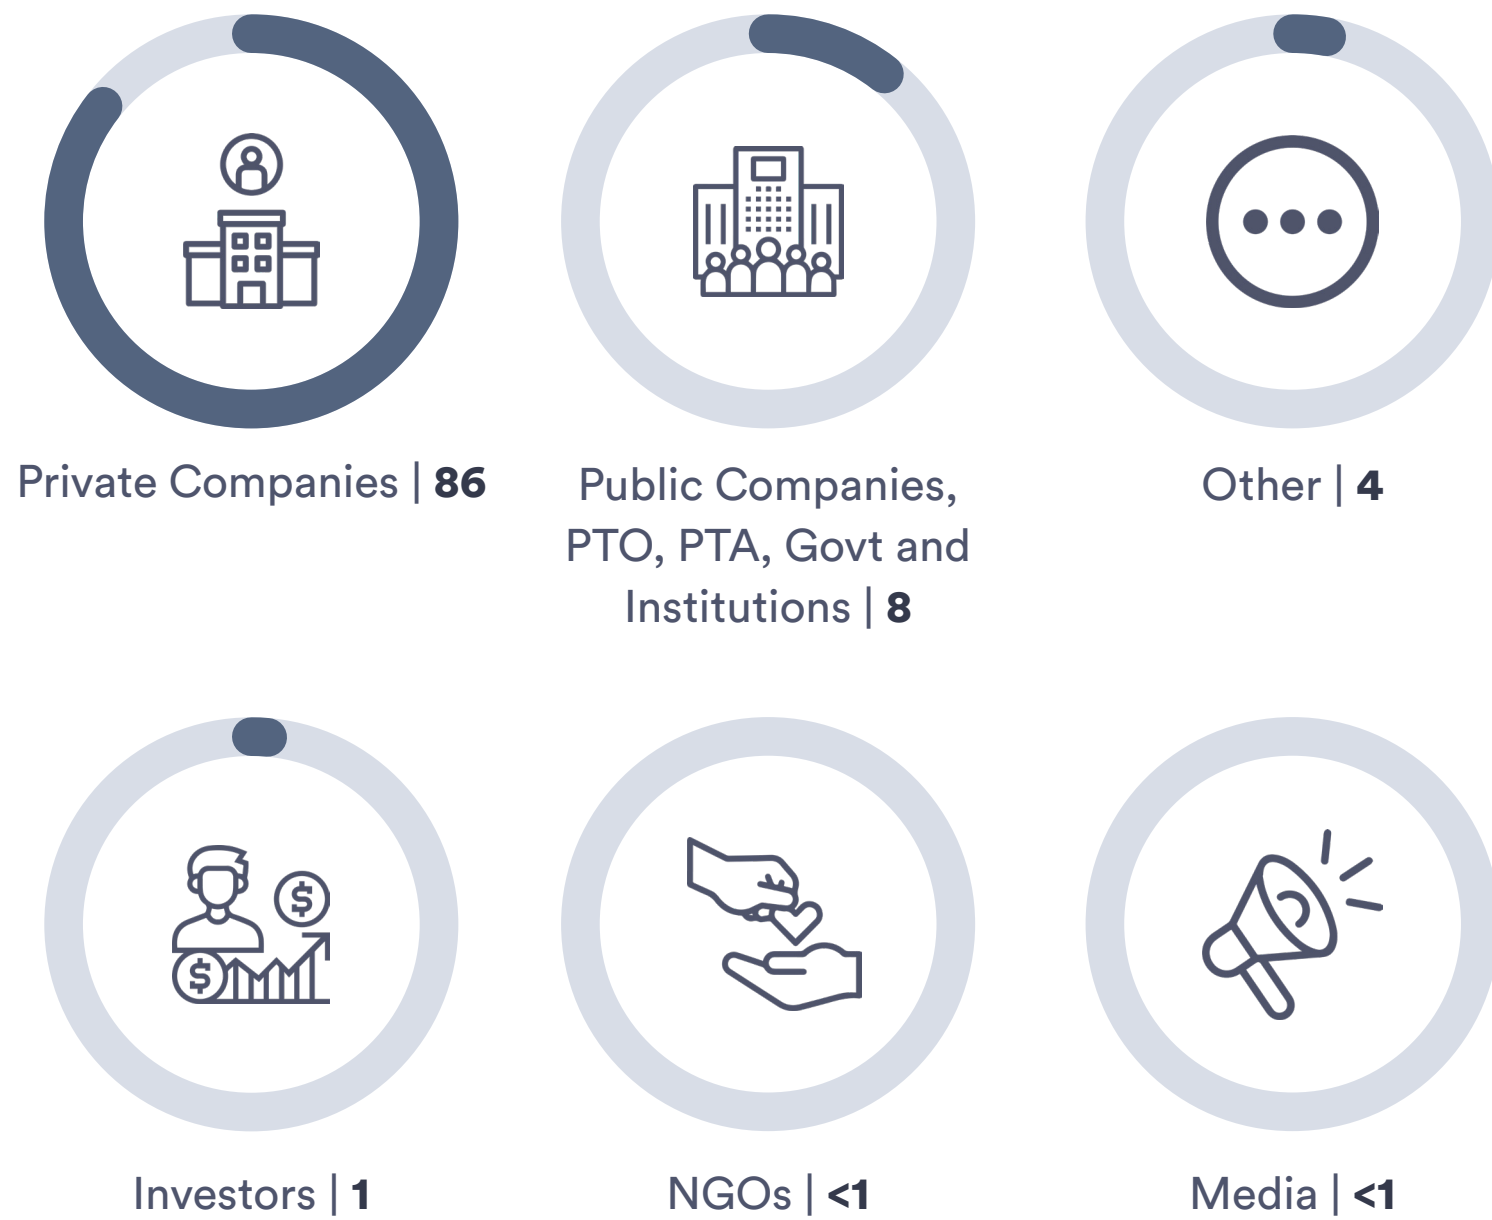 Private Companies | 86
Public Companies,
PTO, PTA, Govt and
Institutions | 8
Other | 4
$
$
Investors | 1
NGOs | <1
Media | <1